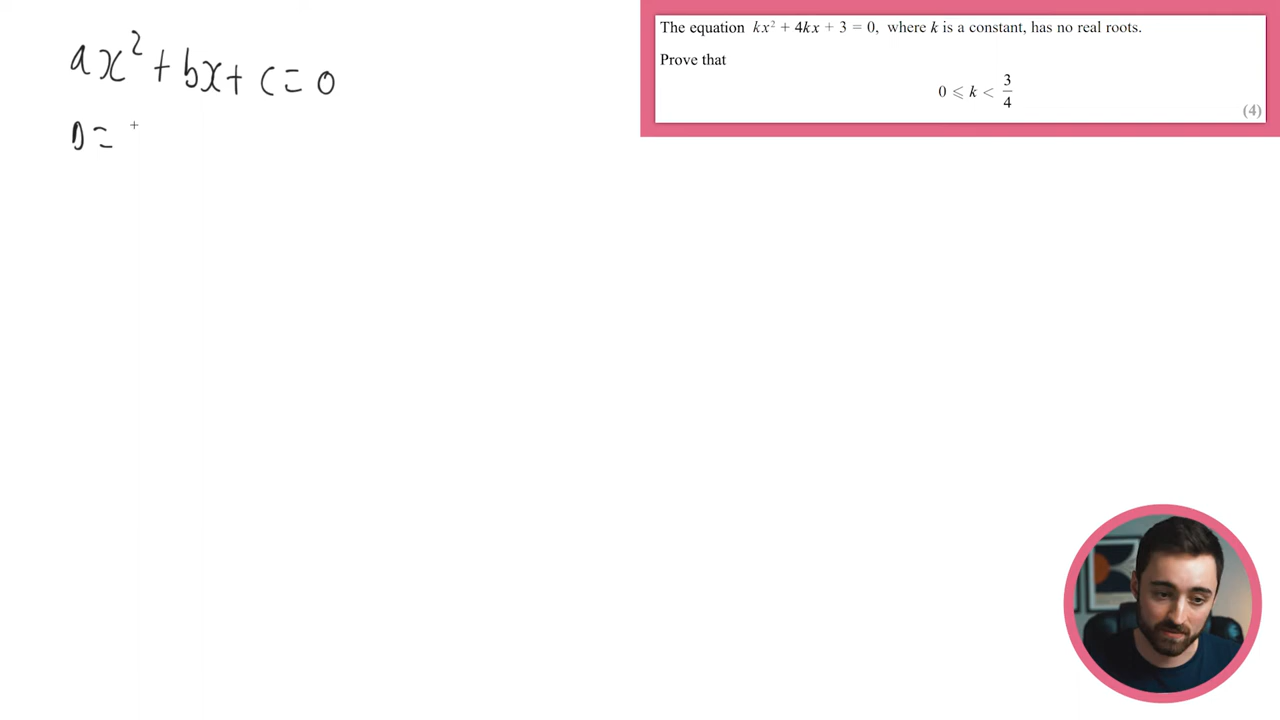 ax² + bx + c = 0
D =
The equation kx² + 4kx + 3 = 0, where k is a constant, has no real roots.
Prove that
0 ⩽ k < 3/4
(4)